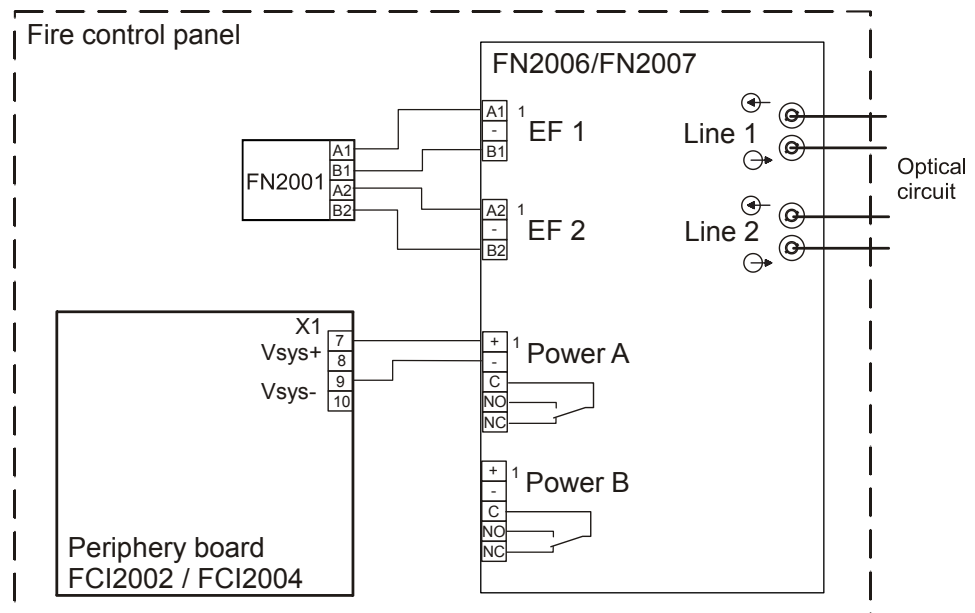 Fire control panel
FN2006/FN2007
A1 1
-
B1
EF 1
Line 1
FN2001
A1
B1
A2
B2
A2 1
-
B2
EF 2
Line 2
Optical
circuit
X1
Vsys+
Vsys-
7
8
9
10
+ 1
-
C
NO
NC
Power A
+ 1
-
C
NO
NC
Power B
Periphery board
FCI2002 / FCI2004